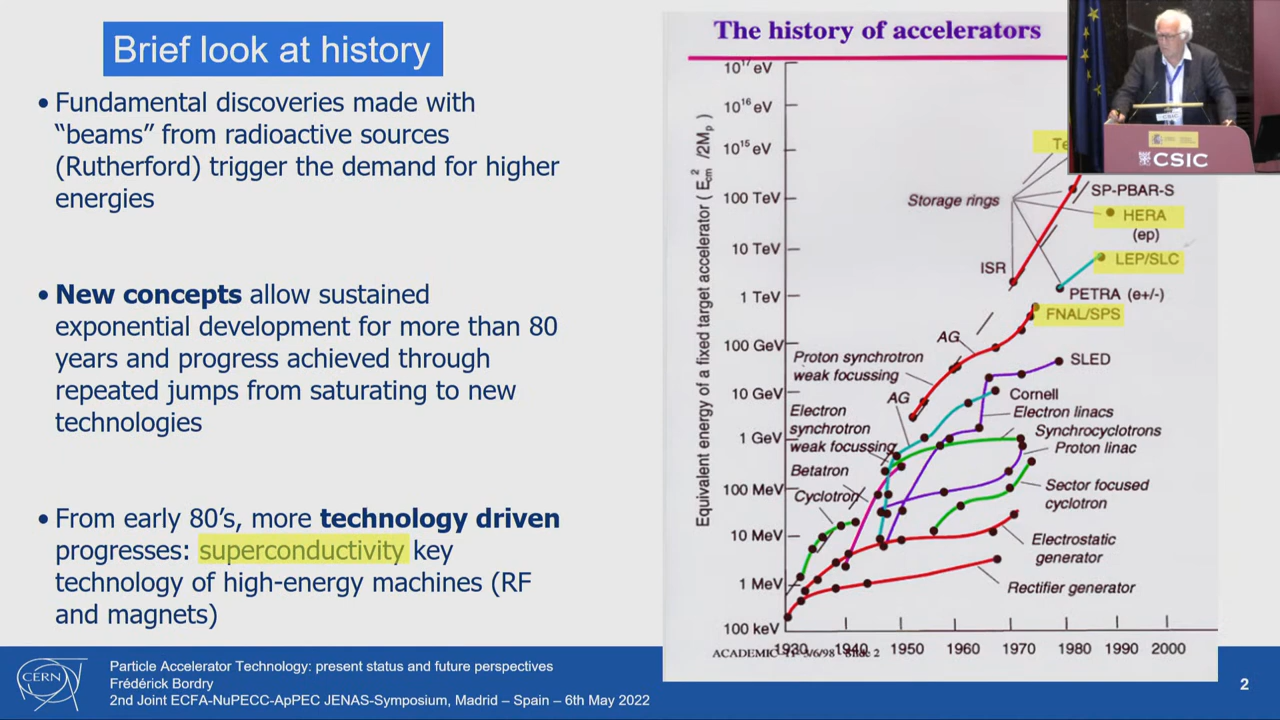 Brief look at history
• Fundamental discoveries made with
“beams” from radioactive sources
(Rutherford) trigger the demand for higher
energies
• New concepts allow sustained
exponential development for more than 80
years and progress achieved through
repeated jumps from saturating to new
technologies
• From early 80’s, more technology driven
progresses: superconductivity key
technology of high-energy machines (RF
and magnets)
The history of accelerators
Equivalent energy of a fixed target accelerator ( E²cm /2Mp )
10¹⁷ eV
10¹⁶ eV
10¹⁵ eV
100 TeV
10 TeV
1 TeV
100 GeV
10 GeV
1 GeV
100 MeV
10 MeV
1 MeV
100 keV
SP-PBAR-S
Storage rings
HERA
(ep)
LEP/SLC
ISR
PETRA (e+/-)
FNAL/SPS
AG
Proton synchrotron
weak focussing
SLED
AG
Cornell
Electron
synchrotron
weak focussing
Electron linacs
Synchrocyclotrons
Proton linac
Betatron
Cyclotron
Sector focused
cyclotron
Electrostatic
generator
Rectifier generator
1930 1940 1950 1960 1970 1980 1990 2000
CSIC
CERN
Particle Accelerator Technology: present status and future perspectives
Frédérick Bordry
2nd Joint ECFA-NuPECC-ApPEC JENAS-Symposium, Madrid – Spain – 6th May 2022
2